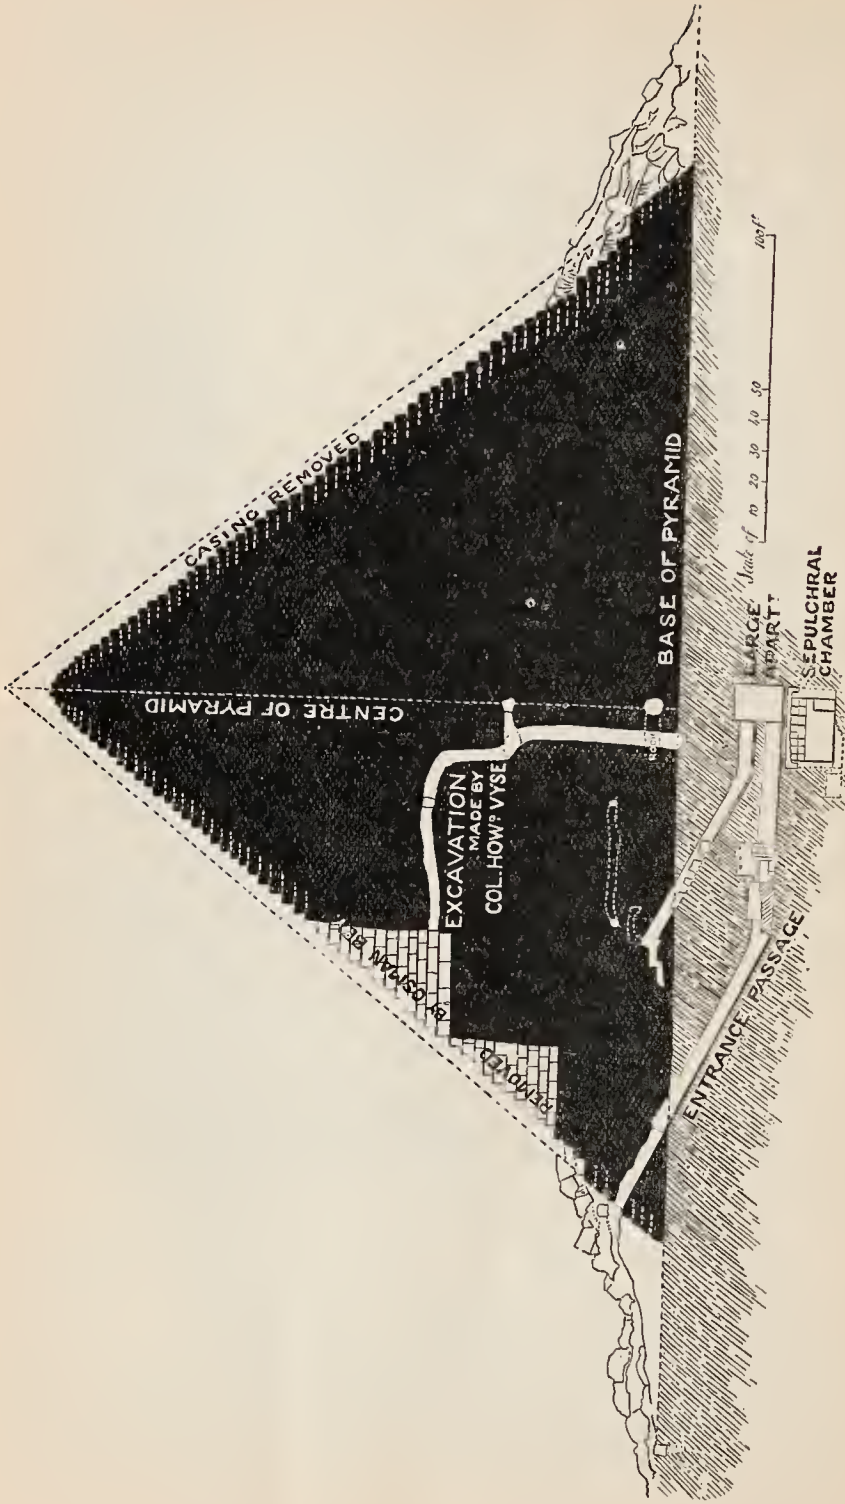 CASING REMOVED
CENTRE OF PYRAMID
REMOVED
BY OSMAN BEY
EXCAVATION
MADE BY
COL. HOWD VYSE
ROCK
BASE OF PYRAMID
ENTRANCE PASSAGE
LARGE
APARTT
SEPULCHRAL
CHAMBER
Scale of 10 20 30 40 50 100 ft